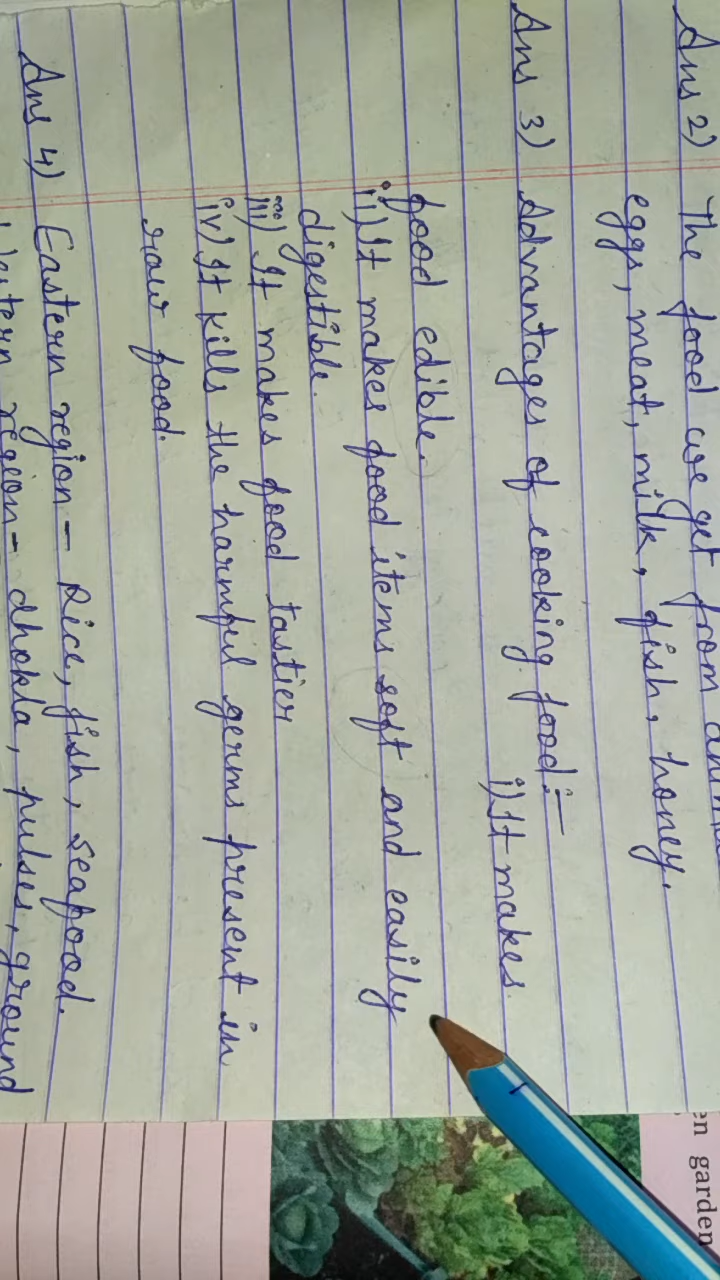 Ans 2) The food we get from
eggs, meat, milk, fish, honey.
Ans 3) Advantages of cooking food:-
i) It makes
food edible.
ii) It makes food items soft and easily
digestible.
iii) It makes food tastier
iv) It kills the harmful germs present in
raw food.
Ans 4) Eastern region - Rice, fish, seafood.
region - dhokla, pulses, ground
en garden